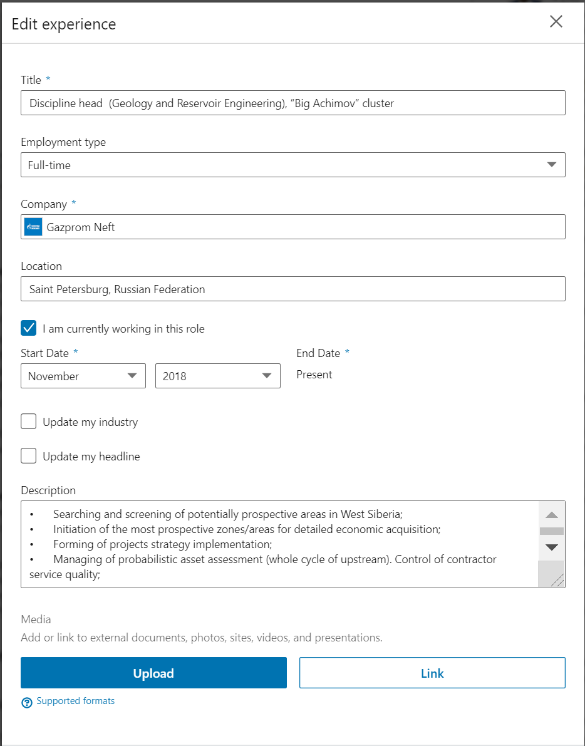 Edit experience
Title *
Discipline head (Geology and Reservoir Engineering), "Big Achimov" cluster
Employment type
Full-time
Company *
Gazprom Neft
Location
Saint Petersburg, Russian Federation
I am currently working in this role
Start Date *
End Date *
November
2018
Present
Update my industry
Update my headline
Description
• Searching and screening of potentially prospective areas in West Siberia;
• Initiation of the most prospective zones/areas for detailed economic acquisition;
• Forming of projects strategy implementation;
• Managing of probabilistic asset assessment (whole cycle of upstream). Control of contractor
service quality;
Media
Add or link to external documents, photos, sites, videos, and presentations.
Upload
Link
Supported formats